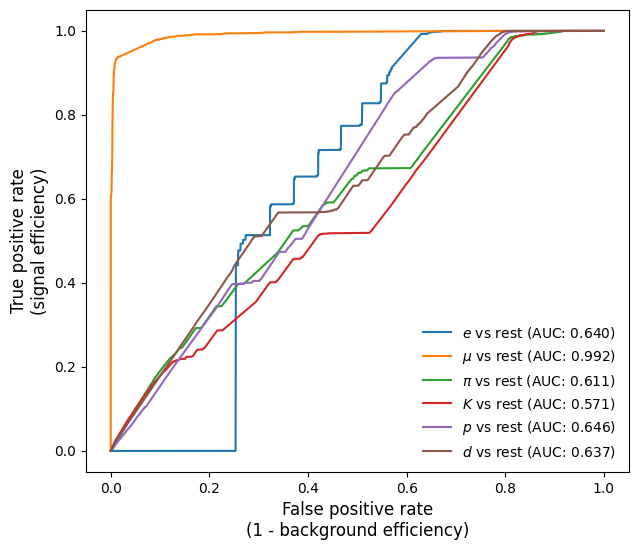 True positive rate
(signal efficiency)
1.0
0.8
0.6
0.4
0.2
0.0
e vs rest (AUC: 0.640)
μ vs rest (AUC: 0.992)
π vs rest (AUC: 0.611)
K vs rest (AUC: 0.571)
p vs rest (AUC: 0.646)
d vs rest (AUC: 0.637)
0.0 0.2 0.4 0.6 0.8 1.0
False positive rate
(1 - background efficiency)